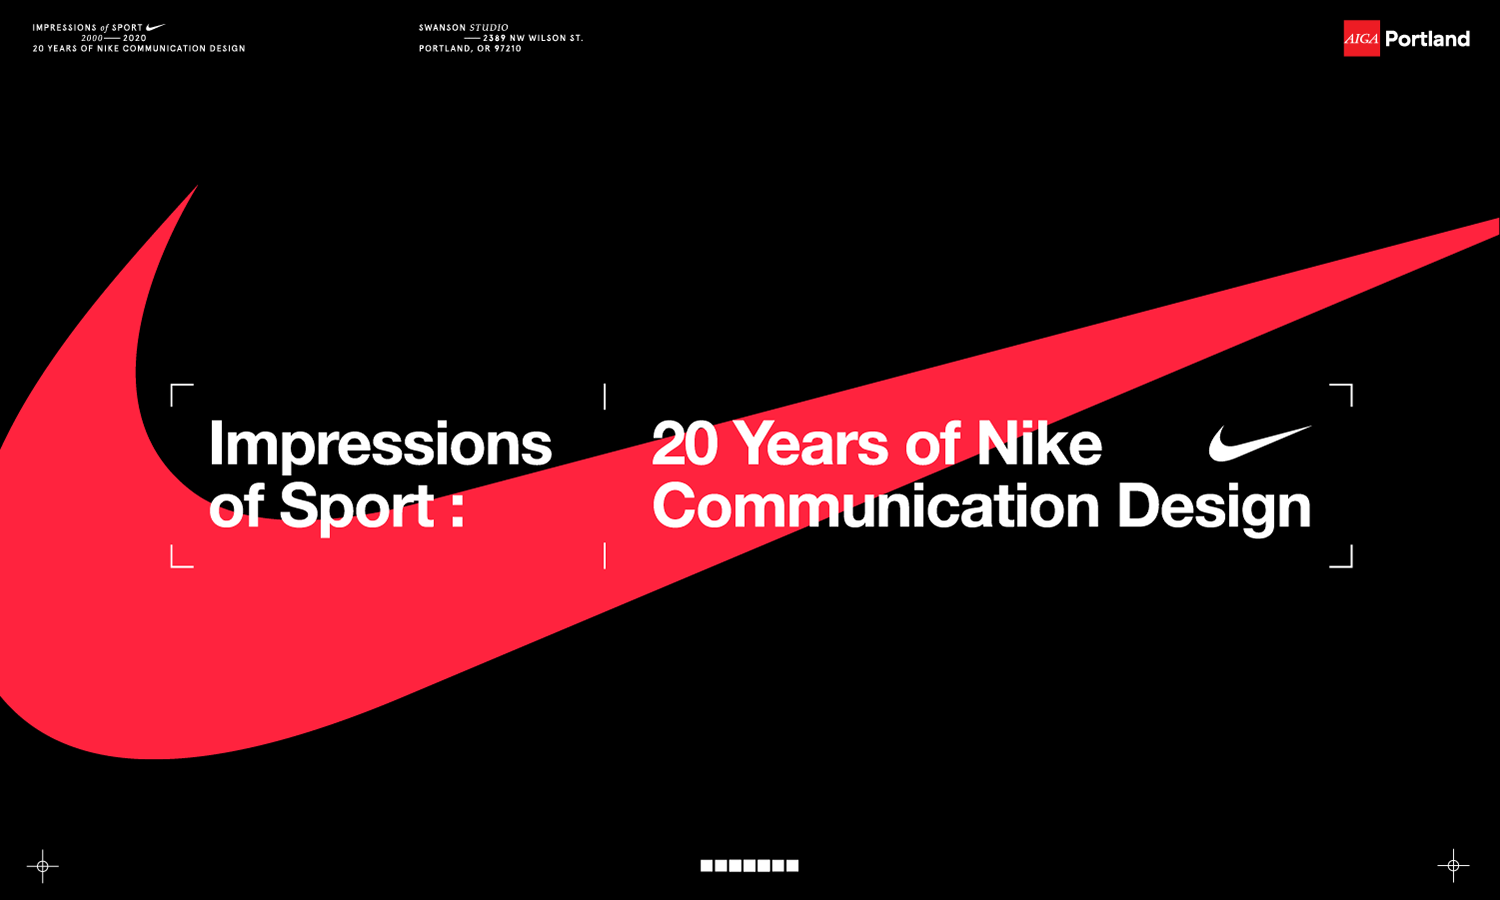 IMPRESSIONS of SPORT
2000—2020
20 YEARS OF NIKE COMMUNICATION DESIGN
SWANSON STUDIO
—2389 NW WILSON ST.
PORTLAND, OR 97210
AIGA Portland
Impressions
of Sport :
20 Years of Nike
Communication Design